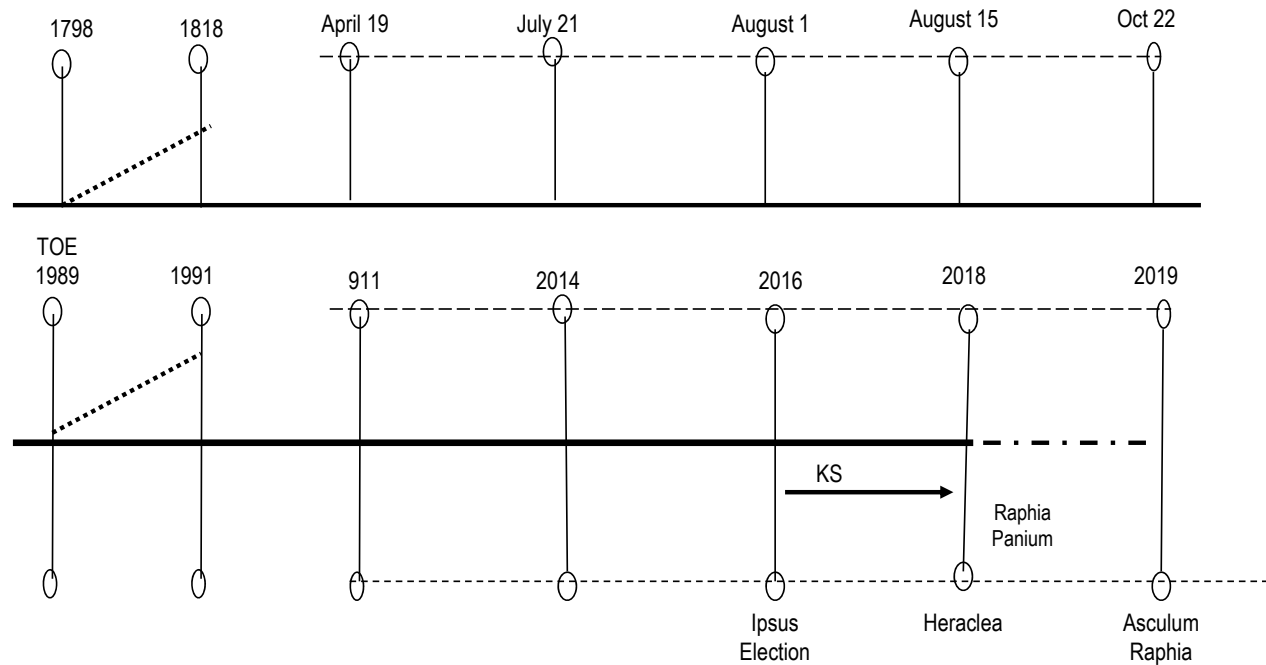 1798
1818
April 19
July 21
August 1
August 15
Oct 22
TOE
1989
1991
911
2014
2016
2018
2019
KS
Raphia
Panium
Ipsus
Election
Heraclea
Asculum
Raphia